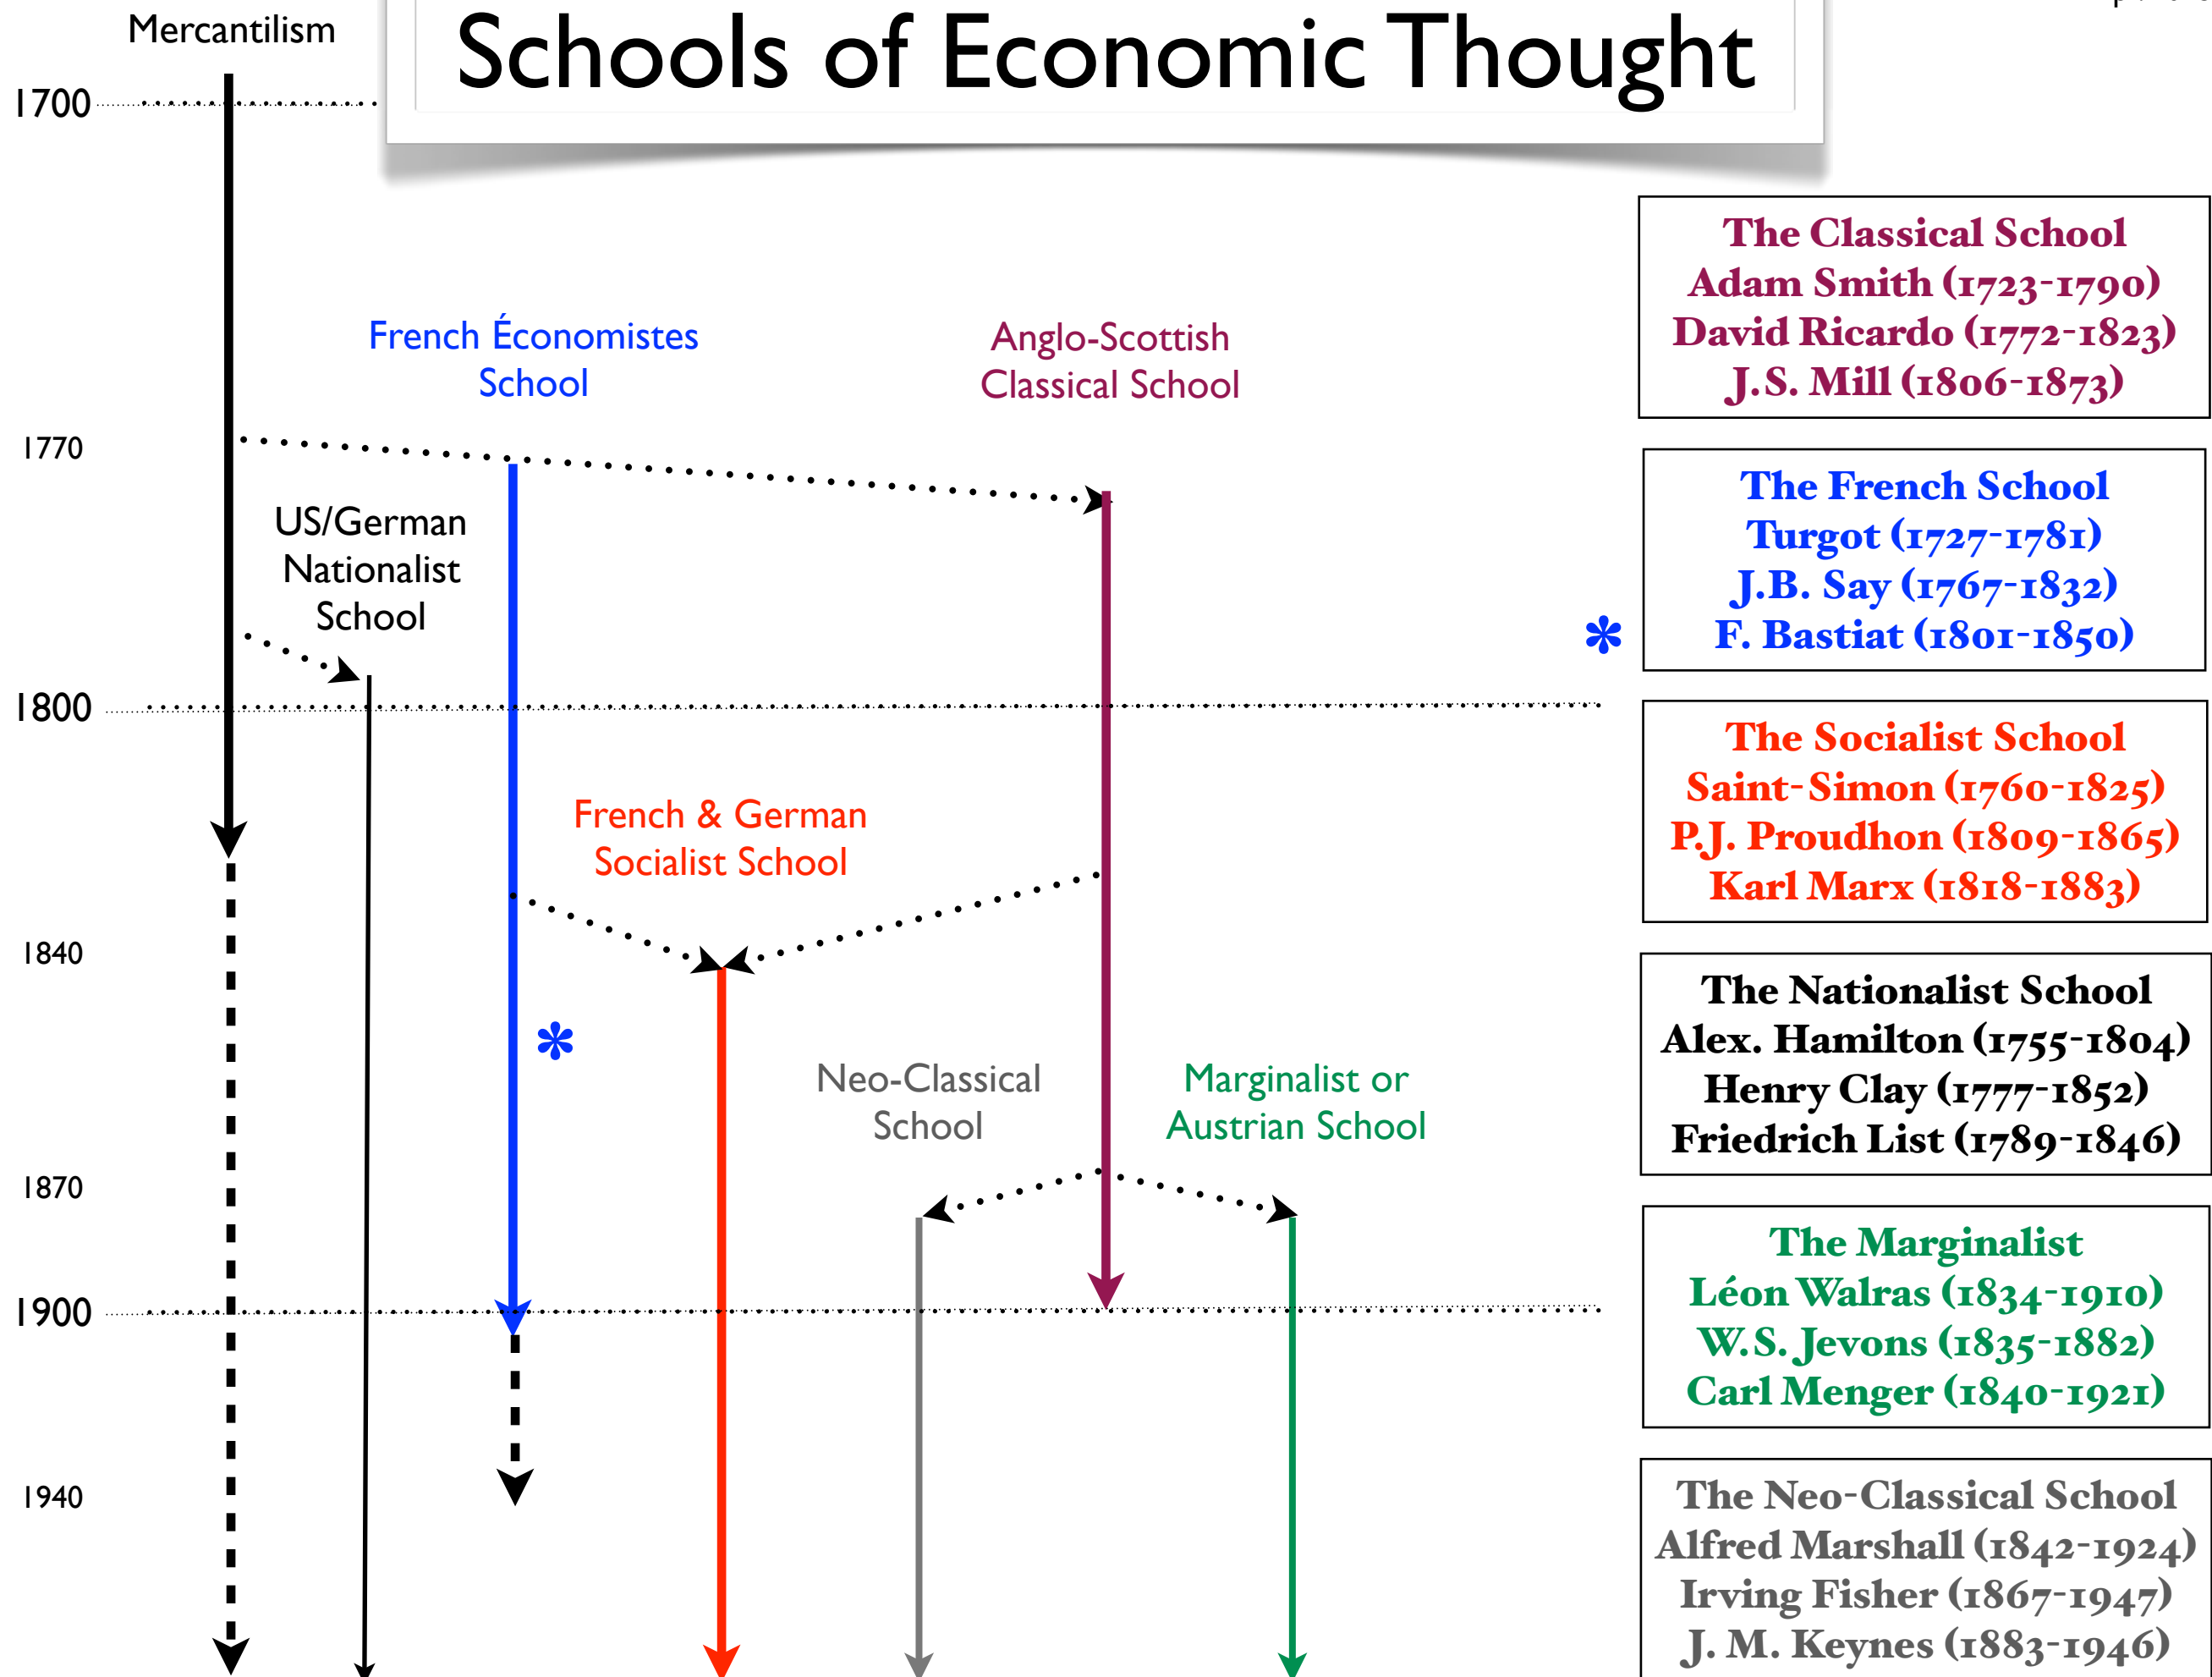 Mercantilism
Schools of Economic Thought
1700
French Économistes
School
Anglo-Scottish
Classical School
1770
US/German
Nationalist
School
1800
French & German
Socialist School
1840
*
Neo-Classical
School
Marginalist or
Austrian School
1870
1900
1940
The Classical School
Adam Smith (1723-1790)
David Ricardo (1772-1823)
J.S. Mill (1806-1873)
The French School
Turgot (1727-1781)
J.B. Say (1767-1832)
* F. Bastiat (1801-1850)
The Socialist School
Saint-Simon (1760-1825)
P.J. Proudhon (1809-1865)
Karl Marx (1818-1883)
The Nationalist School
Alex. Hamilton (1755-1804)
Henry Clay (1777-1852)
Friedrich List (1789-1846)
The Marginalist
Léon Walras (1834-1910)
W.S. Jevons (1835-1882)
Carl Menger (1840-1921)
The Neo-Classical School
Alfred Marshall (1842-1924)
Irving Fisher (1867-1947)
J. M. Keynes (1883-1946)